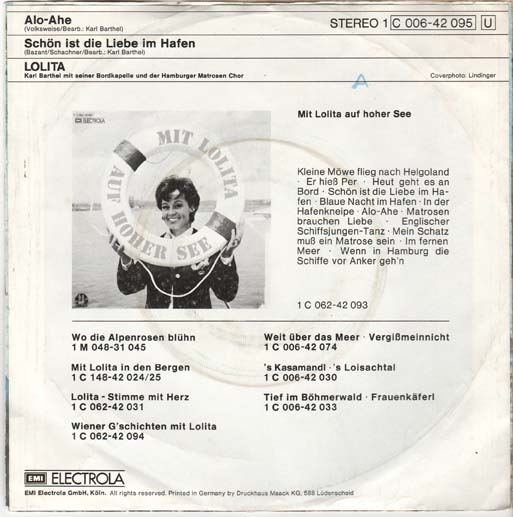 Alo-Ahe
(Volksweise/Bearb.: Karl Barthel)
STEREO 1 C 006-42 095 U
Schön ist die Liebe im Hafen
(Bazant/Schachner/Bearb.: Karl Barthel)
LOLITA
Karl Barthel mit seiner Bordkapelle und der Hamburger Matrosen Chor
Coverphoto: Lindinger
A
EMI ELECTROLA
MIT LOLITA
AUF HOHER SEE
Mit Lolita auf hoher See
Kleine Möwe flieg nach Helgoland
· Er hieß Per · Heut geht es an
Bord · Schön ist die Liebe im Ha-
fen · Blaue Nacht im Hafen · In der
Hafenkneipe · Alo-Ahe · Matrosen
brauchen Liebe · Englischer
Schiffsjungen-Tanz · Mein Schatz
muß ein Matrose sein · Im fernen
Meer · Wenn in Hamburg die
Schiffe vor Anker geh'n
1 C 062-42 093
Wo die Alpenrosen blühn
1 M 048-31 045
Mit Lolita in den Bergen
1 C 148-42 024/25
Lolita - Stimme mit Herz
1 C 062-42 031
Wiener G'schichten mit Lolita
1 C 062-42 094
Weit über das Meer · Vergißmeinnicht
1 C 006-42 074
's Kasamandl · 's Loisachtal
1 C 006-42 030
Tief im Böhmerwald · Frauenkäferl
1 C 006-42 033
EMI ELECTROLA
EMI Electrola GmbH, Köln. All rights reserved. Printed in Germany by Druckhaus Maack KG, 588 Lüdenscheid